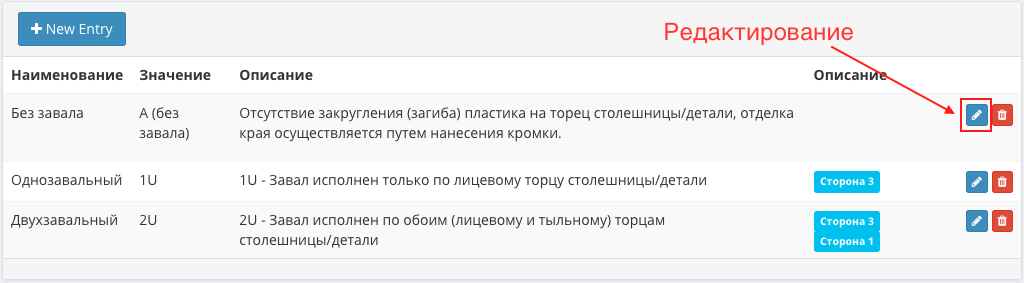 New Entry
Редактирование
Наименование Значение Описание Описание
Без завала А (без завала) Отсутствие закругления (загиба) пластика на торец столешницы/детали, отделка
края осуществляется путем нанесения кромки.
Однозавальный 1U 1U - Завал исполнен только по лицевому торцу столешницы/детали Сторона 3
Двухзавальный 2U 2U - Завал исполнен по обоим (лицевому и тыльному) торцам Сторона 3
столешницы/детали Сторона 1